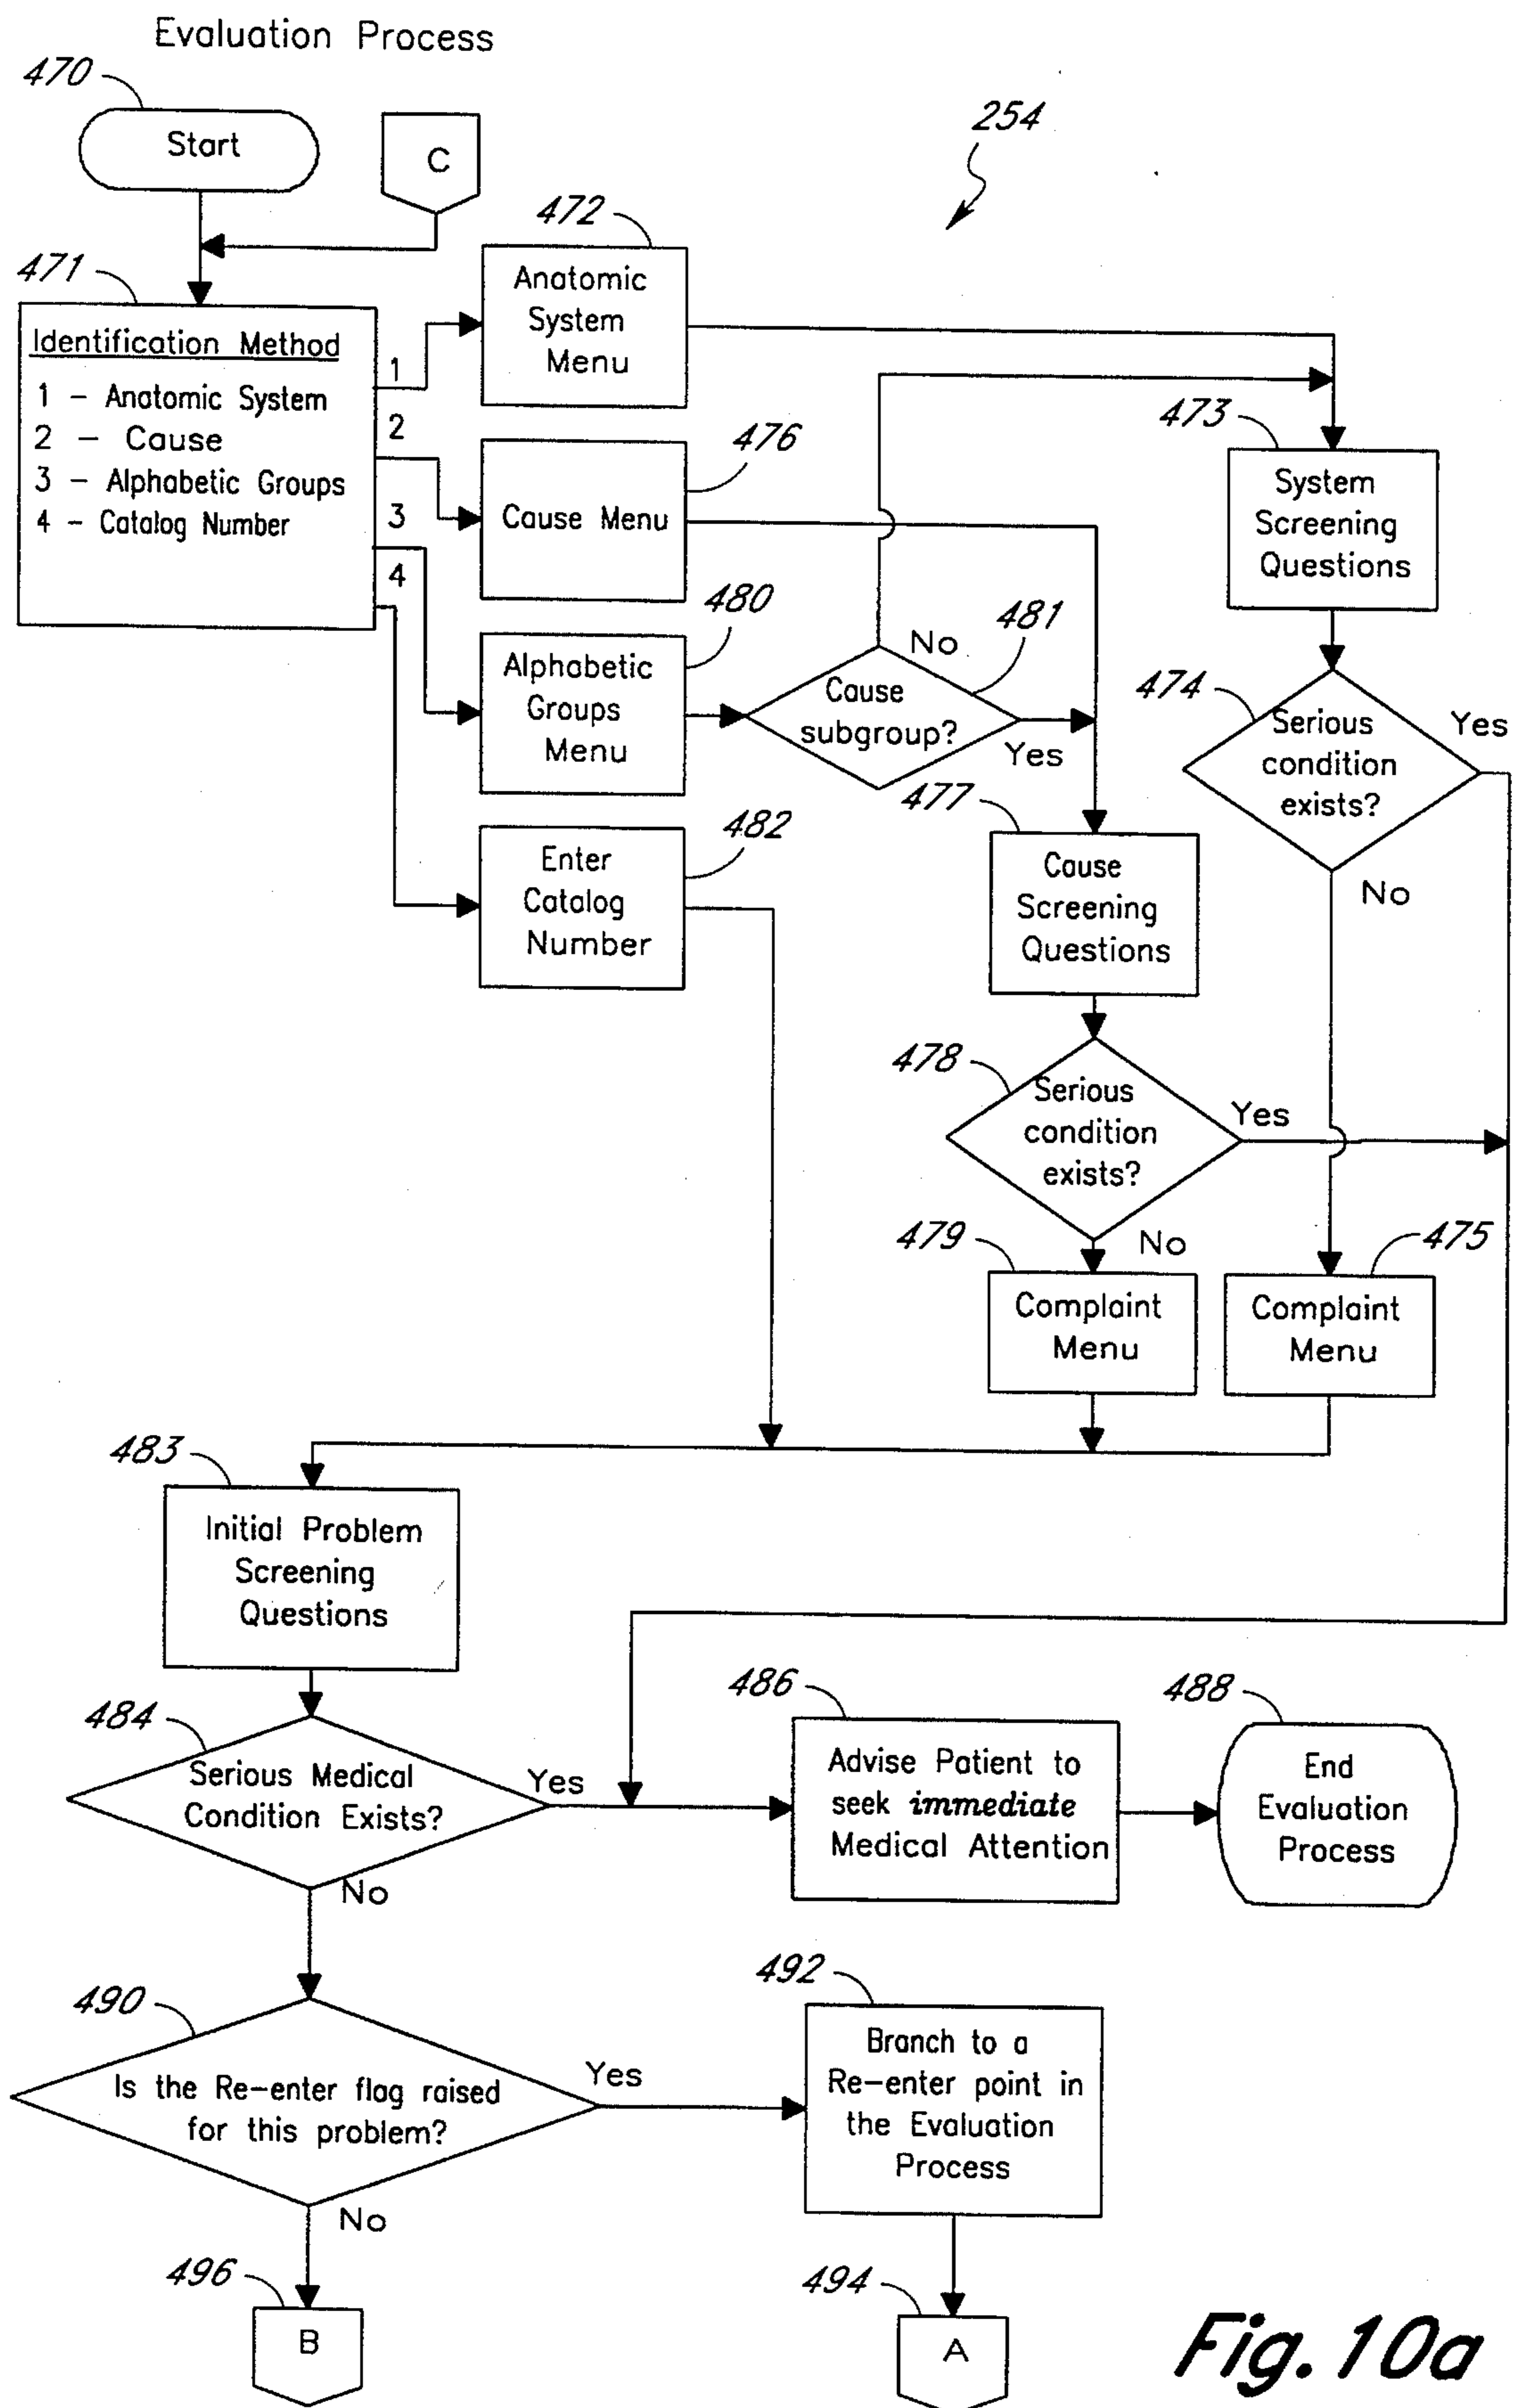 Evaluation Process
470
Start
C
254
472
Anatomic
System
Menu
471
Identification Method
1 - Anatomic System
2 - Cause
3 - Alphabetic Groups
4 - Catalog Number
1
2
3
4
476
Cause Menu
473
System
Screening
Questions
480
Alphabetic
Groups
Menu
481
No
Cause
subgroup?
Yes
474
Serious
condition
exists?
Yes
No
482
Enter
Catalog
Number
477
Cause
Screening
Questions
478
Serious
condition
exists?
Yes
No
479
Complaint
Menu
475
Complaint
Menu
483
Initial Problem
Screening
Questions
484
Serious Medical
Condition Exists?
Yes
No
486
Advise Patient to
seek immediate
Medical Attention
488
End
Evaluation
Process
490
Is the Re-enter flag raised
for this problem?
Yes
No
492
Branch to a
Re-enter point in
the Evaluation
Process
496
B
494
A
Fig. 10a